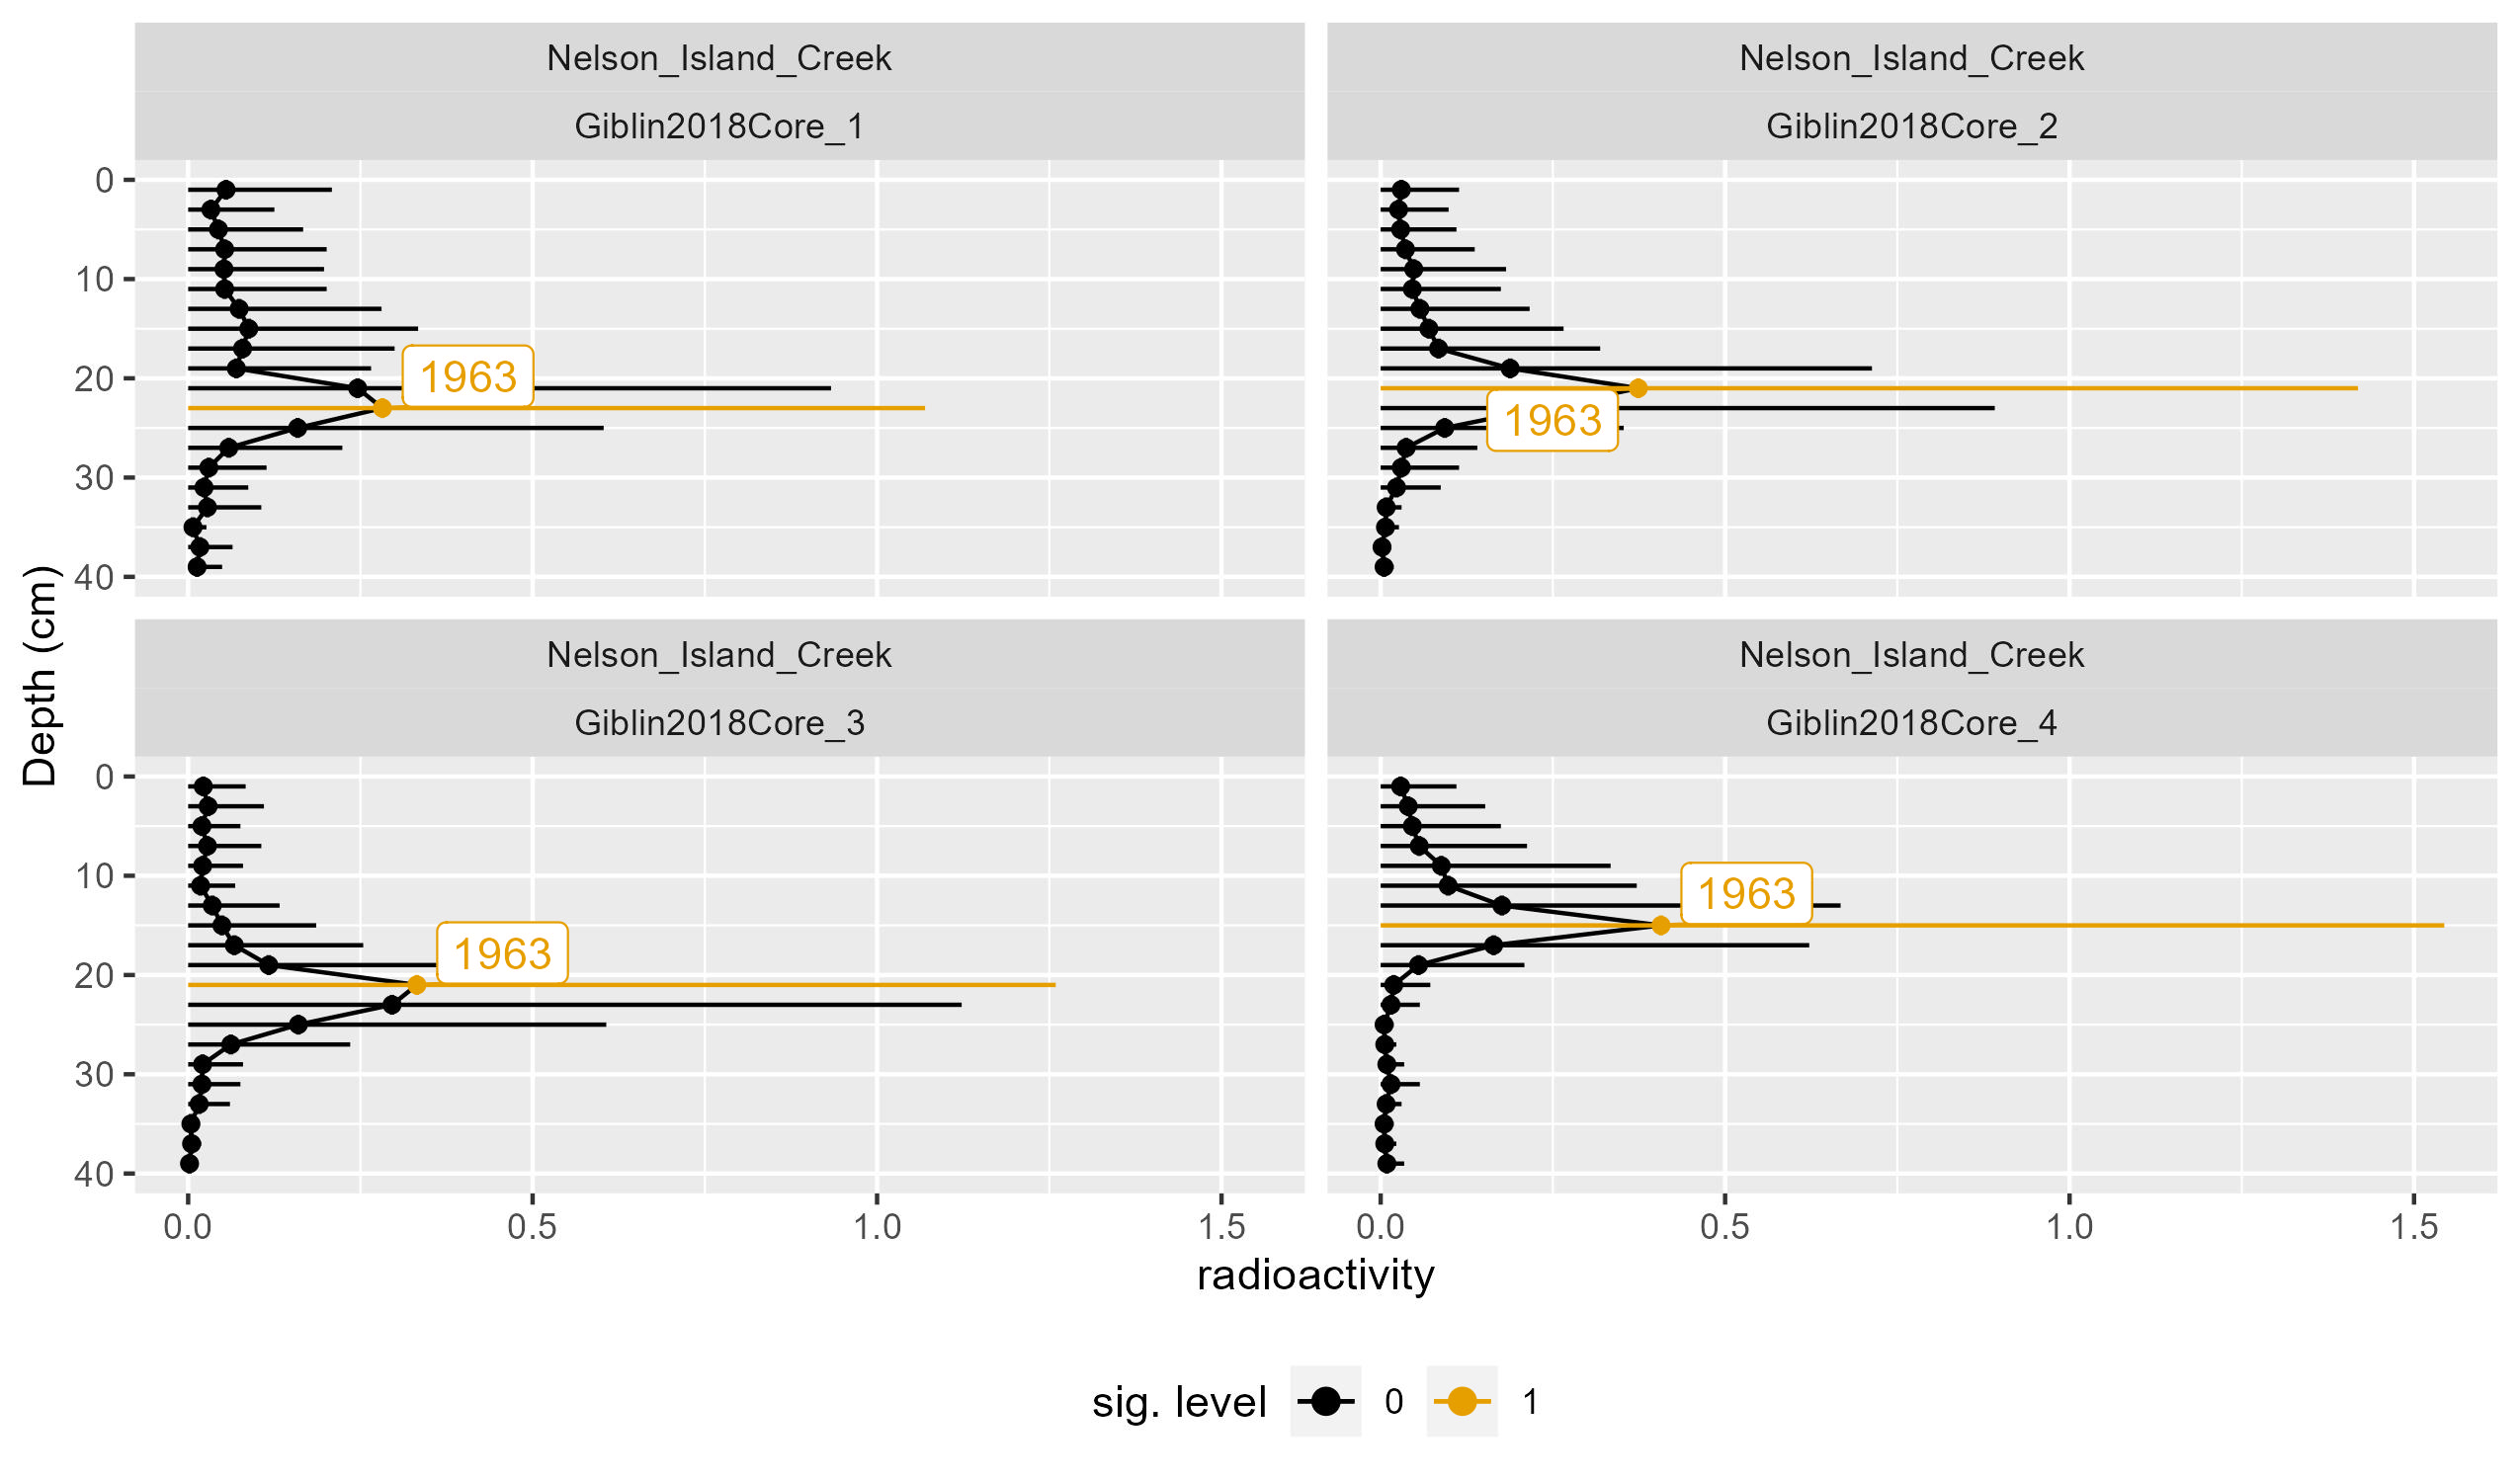 Nelson_Island_Creek
Giblin2018Core_1
Nelson_Island_Creek
Giblin2018Core_2
0
10
20
30
40
1963
1963
Nelson_Island_Creek
Giblin2018Core_3
Nelson_Island_Creek
Giblin2018Core_4
0
10
20
30
40
1963
1963
Depth (cm)
0.0 0.5 1.0 1.5
0.0 0.5 1.0 1.5
radioactivity
sig. level 0 1